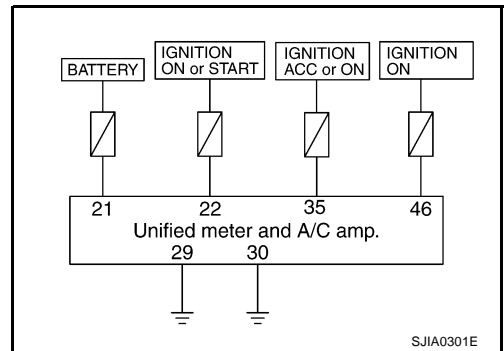 BATTERY
IGNITION
ON or START
IGNITION
ACC or ON
IGNITION
ON
21 22 35 46
Unified meter and A/C amp.
29 30
SJIA0301E